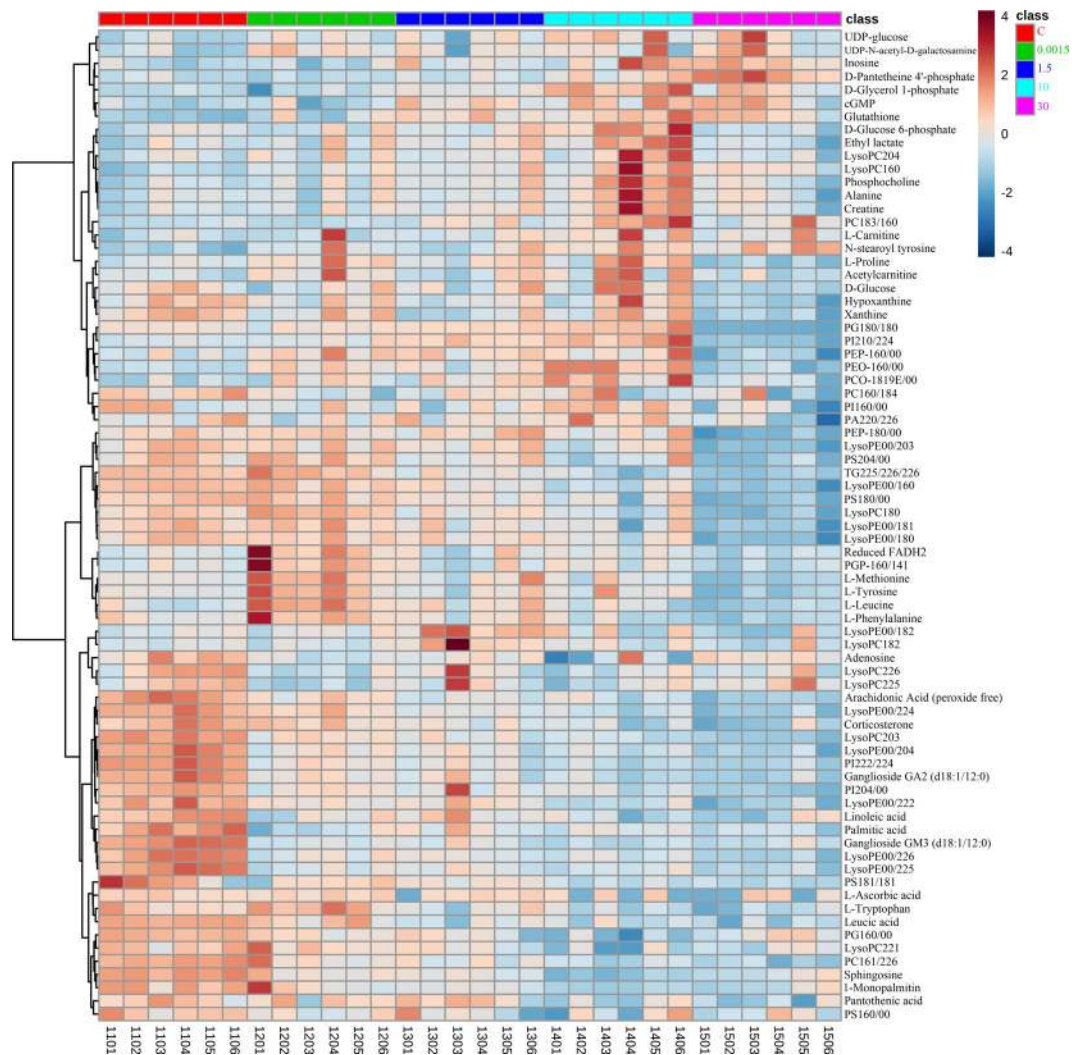 class
UDP-glucose
UDP-N-acetyl-D-galactosamine
Inosine
D-Pantetheine 4'-phosphate
D-Glycerol 1-phosphate
cGMP
Glutathione
D-Glucose 6-phosphate
Ethyl lactate
LysoPC204
LysoPC160
Phosphocholine
Alanine
Creatine
PC183/160
L-Carnitine
N-stearoyl tyrosine
L-Proline
Acetylcarnitine
D-Glucose
Hypoxanthine
Xanthine
PG180/180
PI210/224
PEP-160/00
PEO-160/00
PCO-1819E/00
PC160/184
PI160/00
PA220/226
PEP-180/00
LysoPE00/203
PS204/00
TG225/226/226
LysoPE00/160
PS180/00
LysoPC180
LysoPE00/181
LysoPE00/180
Reduced FADH2
PGP-160/141
L-Methionine
L-Tyrosine
L-Leucine
L-Phenylalanine
LysoPE00/182
LysoPC182
Adenosine
LysoPC226
LysoPC225
Arachidonic Acid (peroxide free)
LysoPE00/224
Corticosterone
LysoPC203
LysoPE00/204
PI222/224
Ganglioside GA2 (d18:1/12:0)
PI204/00
LysoPE00/222
Linoleic acid
Palmitic acid
Ganglioside GM3 (d18:1/12:0)
LysoPE00/226
LysoPE00/225
PS181/181
L-Ascorbic acid
L-Tryptophan
Leucic acid
PG160/00
LysoPC221
PC161/226
Sphingosine
1-Monopalmitin
Pantothenic acid
PS160/00
4
2
0
-2
-4
class
C
0.0015
1.5
10
30
1101
1102
1103
1104
1105
1106
1201
1202
1203
1204
1205
1206
1301
1302
1303
1304
1305
1306
1401
1402
1403
1404
1405
1406
1501
1502
1503
1504
1505
1506